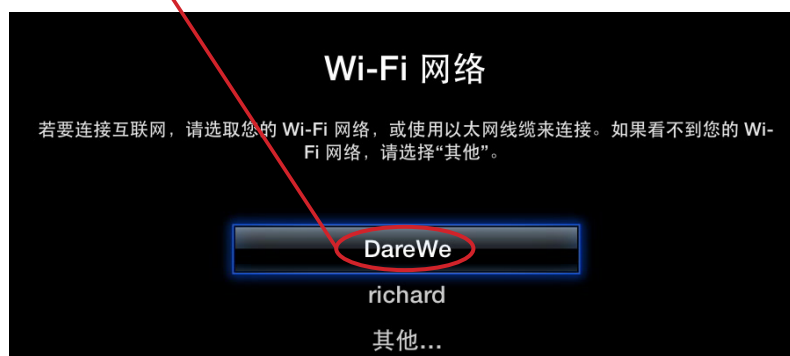 Wi-Fi 网络
若要连接互联网，请选取您的 Wi-Fi 网络，或使用以太网线缆来连接。如果看不到您的 Wi-
Fi 网络，请选择“其他”。
DareWe
richard
其他...